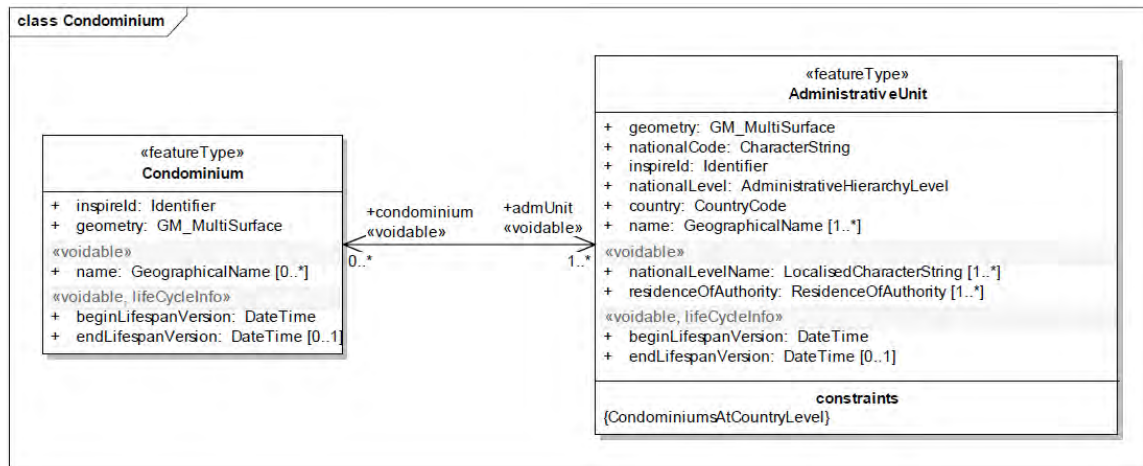 class Condominium
«featureType»
Condominium
+ inspireId: Identifier
+ geometry: GM_MultiSurface
«voidable»
+ name: GeographicalName [0..*]
«voidable, lifeCycleInfo»
+ beginLifespanVersion: DateTime
+ endLifespanVersion: DateTime [0..1]
+condominium
«voidable»
0..*
+admUnit
«voidable»
1..*
«featureType»
AdministrativeUnit
+ geometry: GM_MultiSurface
+ nationalCode: CharacterString
+ inspireId: Identifier
+ nationalLevel: AdministrativeHierarchyLevel
+ country: CountryCode
+ name: GeographicalName [1..*]
«voidable»
+ nationalLevelName: LocalisedCharacterString [1..*]
+ residenceOfAuthority: ResidenceOfAuthority [1..*]
«voidable, lifeCycleInfo»
+ beginLifespanVersion: DateTime
+ endLifespanVersion: DateTime [0..1]
constraints
{CondominiumsAtCountryLevel}